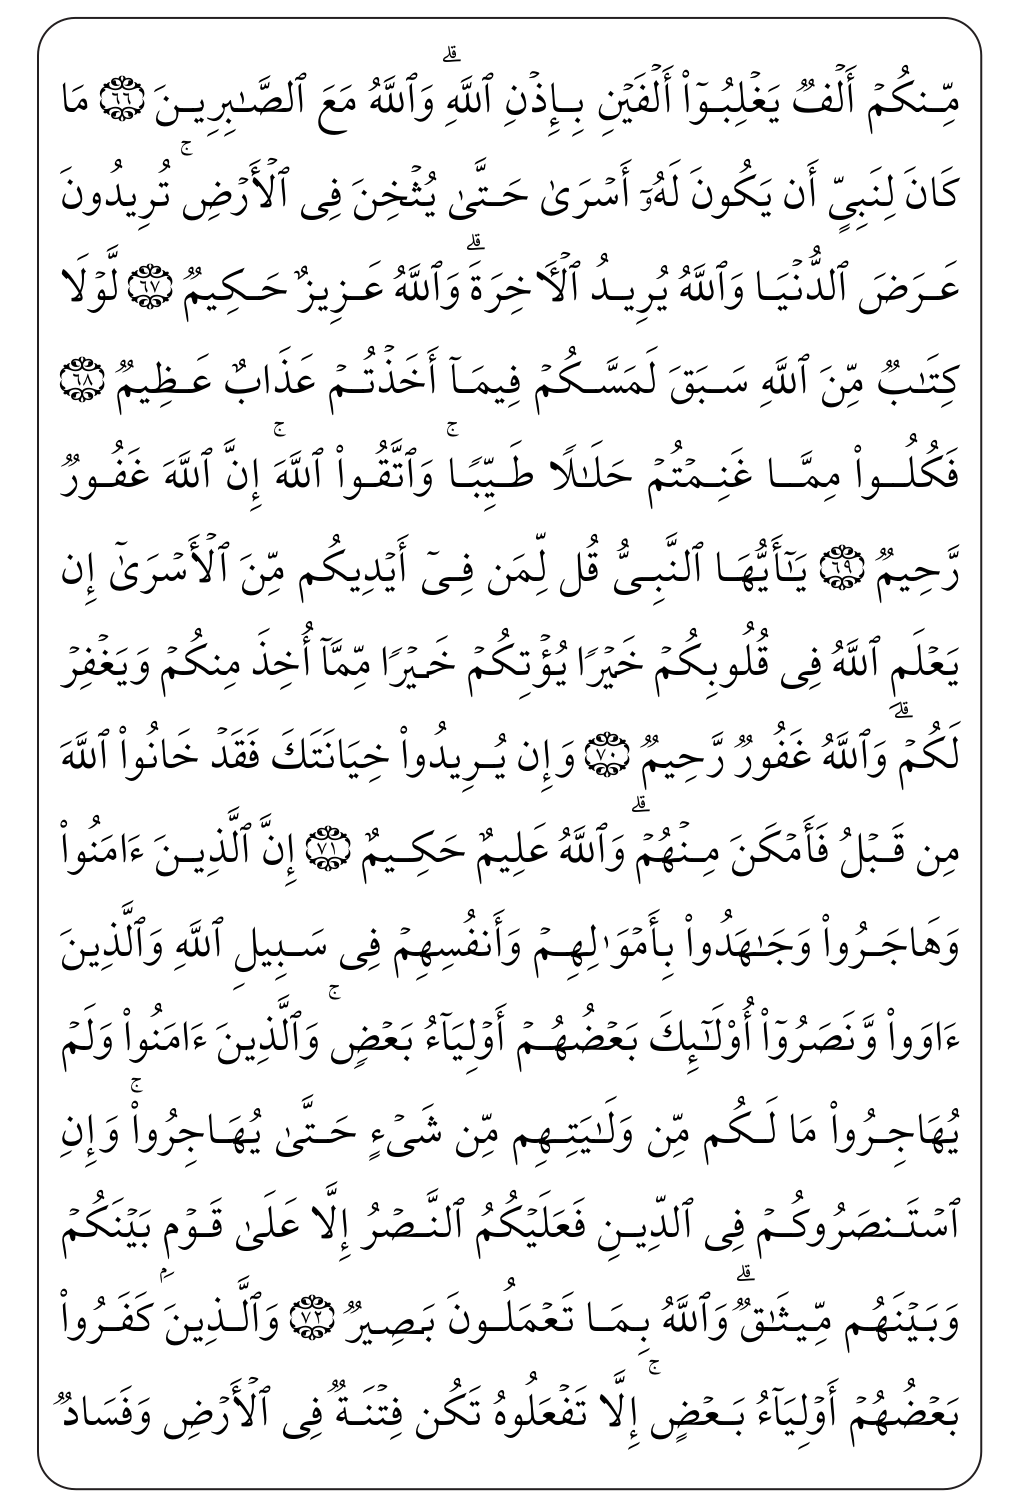 مِّنكُمۡ أَلۡفٞ يَغۡلِبُوٓاْ أَلۡفَيۡنِ بِإِذۡنِ ٱللَّهِۗ وَٱللَّهُ مَعَ ٱلصَّٰبِرِينَ ٦٦ مَا
كَانَ لِنَبِيٍّ أَن يَكُونَ لَهُۥٓ أَسۡرَىٰ حَتَّىٰ يُثۡخِنَ فِي ٱلۡأَرۡضِۚ تُرِيدُونَ
عَرَضَ ٱلدُّنۡيَا وَٱللَّهُ يُرِيدُ ٱلۡأٓخِرَةَۗ وَٱللَّهُ عَزِيزٌ حَكِيمٞ ٦٧ لَّوۡلَا
كِتَٰبٞ مِّنَ ٱللَّهِ سَبَقَ لَمَسَّكُمۡ فِيمَآ أَخَذۡتُمۡ عَذَابٌ عَظِيمٞ ٦٨
فَكُلُواْ مِمَّا غَنِمۡتُمۡ حَلَٰلٗا طَيِّبٗاۚ وَٱتَّقُواْ ٱللَّهَۚ إِنَّ ٱللَّهَ غَفُورٞ
رَّحِيمٞ ٦٩ يَٰٓأَيُّهَا ٱلنَّبِيُّ قُل لِّمَن فِيٓ أَيۡدِيكُم مِّنَ ٱلۡأَسۡرَىٰٓ إِن
يَعۡلَمِ ٱللَّهُ فِي قُلُوبِكُمۡ خَيۡرٗا يُؤۡتِكُمۡ خَيۡرٗا مِّمَّآ أُخِذَ مِنكُمۡ وَيَغۡفِرۡ
لَكُمۡۚ وَٱللَّهُ غَفُورٞ رَّحِيمٞ ٧٠ وَإِن يُرِيدُواْ خِيَانَتَكَ فَقَدۡ خَانُواْ ٱللَّهَ
مِن قَبۡلُ فَأَمۡكَنَ مِنۡهُمۡۗ وَٱللَّهُ عَلِيمٌ حَكِيمٌ ٧١ إِنَّ ٱلَّذِينَ ءَامَنُواْ
وَهَاجَرُواْ وَجَٰهَدُواْ بِأَمۡوَٰلِهِمۡ وَأَنفُسِهِمۡ فِي سَبِيلِ ٱللَّهِ وَٱلَّذِينَ
ءَاوَواْ وَّنَصَرُوٓاْ أُوْلَٰٓئِكَ بَعۡضُهُمۡ أَوۡلِيَآءُ بَعۡضٖۚ وَٱلَّذِينَ ءَامَنُواْ وَلَمۡ
يُهَاجِرُواْ مَا لَكُم مِّن وَلَٰيَتِهِم مِّن شَيۡءٍ حَتَّىٰ يُهَاجِرُواْۚ وَإِنِ
ٱسۡتَنصَرُوكُمۡ فِي ٱلدِّينِ فَعَلَيۡكُمُ ٱلنَّصۡرُ إِلَّا عَلَىٰ قَوۡمِۭ بَيۡنَكُمۡ
وَبَيۡنَهُم مِّيثَٰقٞۗ وَٱللَّهُ بِمَا تَعۡمَلُونَ بَصِيرٞ ٧٢ وَٱلَّذِينَ كَفَرُواْ
بَعۡضُهُمۡ أَوۡلِيَآءُ بَعۡضٍۚ إِلَّا تَفۡعَلُوهُ تَكُن فِتۡنَةٞ فِي ٱلۡأَرۡضِ وَفَسَادٞ